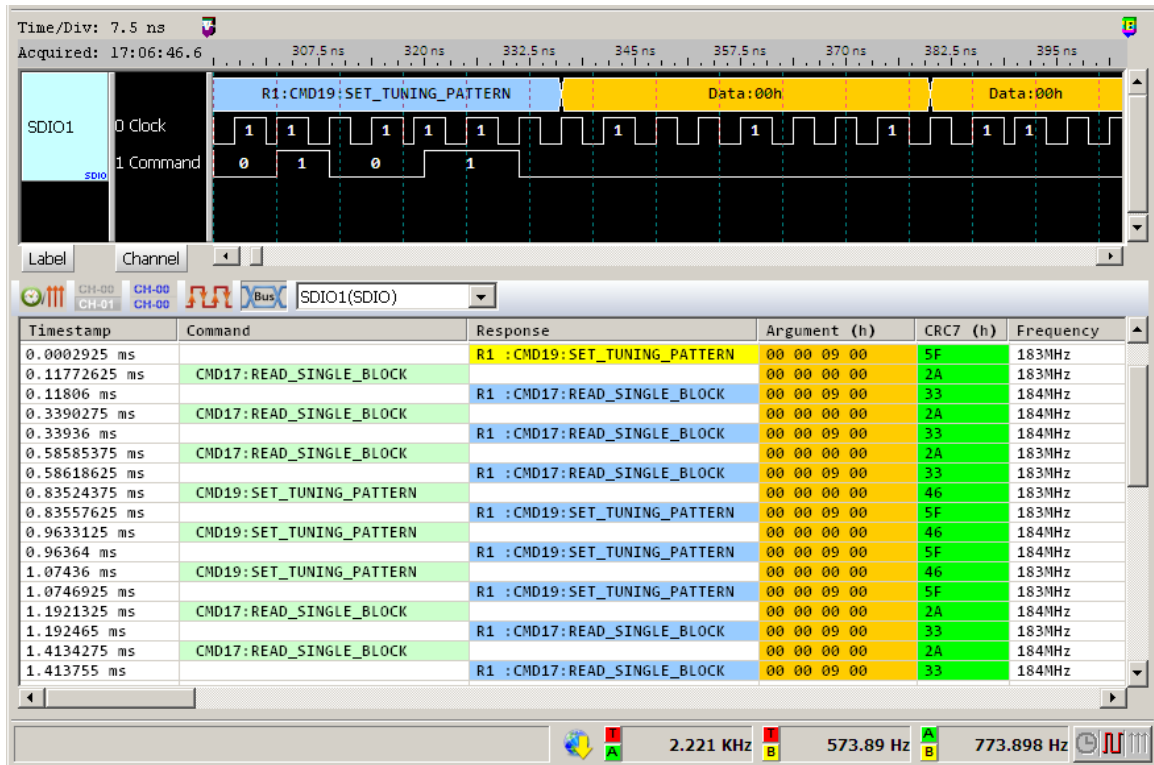 Time/Div: 7.5 ns
Acquired: 17:06:46.6 307.5 ns 320 ns 332.5 ns 345 ns 357.5 ns 370 ns 382.5 ns 395 ns
R1:CMD19:SET_TUNING_PATTERN Data:00h Data:00h
SDIO1 0 Clock 1 1 1 1 1 1 1 1 1 1
1 Command 0 1 0 1
SDIO
Label Channel
CH-00 CH-01 CH-00 CH-00 Bus SDIO1(SDIO)
Timestamp Command Response Argument (h) CRC7 (h) Frequency
0.0002925 ms R1 :CMD19:SET_TUNING_PATTERN 00 00 09 00 5F 183MHz
0.11772625 ms CMD17:READ_SINGLE_BLOCK 00 00 00 00 2A 183MHz
0.11806 ms R1 :CMD17:READ_SINGLE_BLOCK 00 00 09 00 33 184MHz
0.3390275 ms CMD17:READ_SINGLE_BLOCK 00 00 00 00 2A 184MHz
0.33936 ms R1 :CMD17:READ_SINGLE_BLOCK 00 00 09 00 33 184MHz
0.58585375 ms CMD17:READ_SINGLE_BLOCK 00 00 00 00 2A 183MHz
0.58618625 ms R1 :CMD17:READ_SINGLE_BLOCK 00 00 09 00 33 183MHz
0.83524375 ms CMD19:SET_TUNING_PATTERN 00 00 00 00 46 183MHz
0.83557625 ms R1 :CMD19:SET_TUNING_PATTERN 00 00 09 00 5F 183MHz
0.9633125 ms CMD19:SET_TUNING_PATTERN 00 00 00 00 46 184MHz
0.96364 ms R1 :CMD19:SET_TUNING_PATTERN 00 00 09 00 5F 184MHz
1.07436 ms CMD19:SET_TUNING_PATTERN 00 00 00 00 46 183MHz
1.0746925 ms R1 :CMD19:SET_TUNING_PATTERN 00 00 09 00 5F 183MHz
1.1921325 ms CMD17:READ_SINGLE_BLOCK 00 00 00 00 2A 184MHz
1.192465 ms R1 :CMD17:READ_SINGLE_BLOCK 00 00 09 00 33 183MHz
1.4134275 ms CMD17:READ_SINGLE_BLOCK 00 00 00 00 2A 184MHz
1.413755 ms R1 :CMD17:READ_SINGLE_BLOCK 00 00 09 00 33 184MHz
T A 2.221 KHz T B 573.89 Hz A B 773.898 Hz